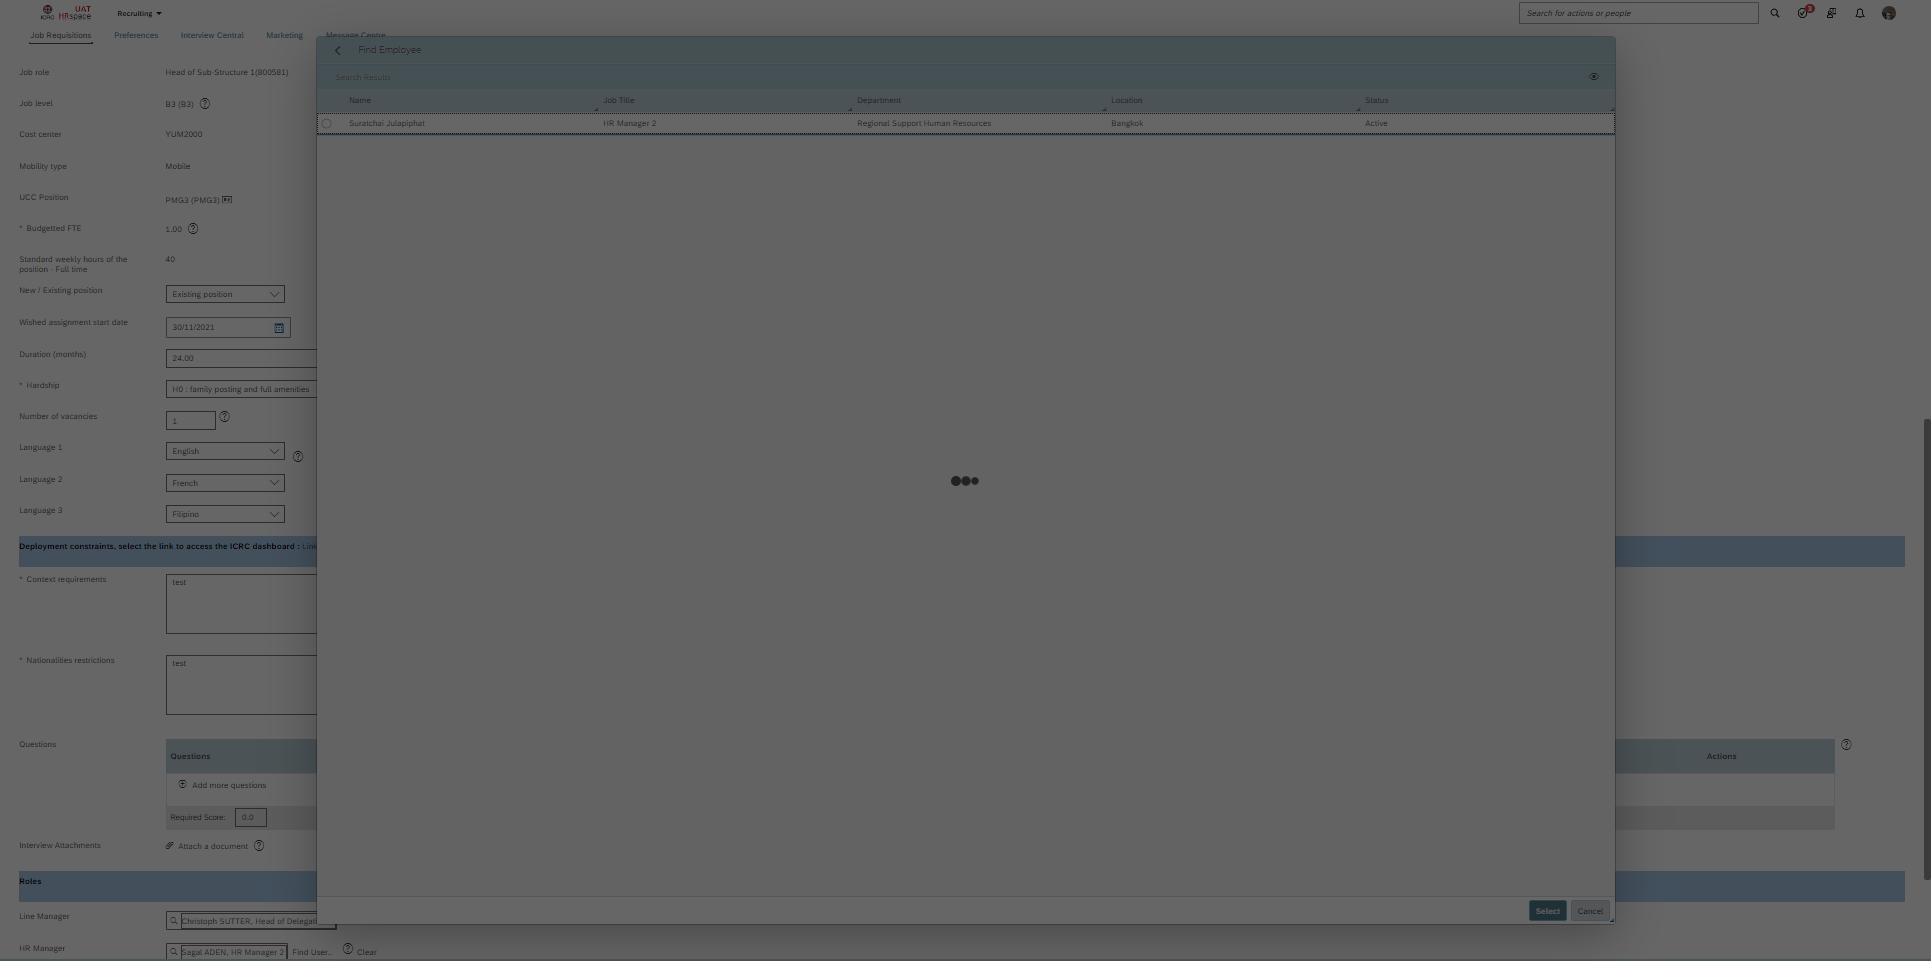 ICRC
UAT
HRspace
Recruiting
Search for actions or people
3
Job Requisitions
Preferences
Interview Central
Marketing
Message Centre
Find Employee
Search Results
Name
Job Title
Department
Location
Status
Suratchai Julapiphat
HR Manager 2
Regional Support Human Resources
Bangkok
Active
Job role
Head of Sub-Structure 1(800581)
Job level
B3 (B3)
Cost center
YUM2000
Mobility type
Mobile
UCC Position
PMG3 (PMG3)
* Budgetted FTE
1.00
Standard weekly hours of the
position - Full time
40
New / Existing position
Existing position
Wished assignment start date
30/11/2021
Duration (months)
24.00
* Hardship
H0 : family posting and full amenities
Number of vacancies
1
Language 1
English
Language 2
French
Language 3
Filipino
Deployment constraints, select the link to access the ICRC dashboard : Link
* Context requirements
test
* Nationalities restrictions
test
Questions
Questions
Actions
Add more questions
Required Score:
0.0
Interview Attachments
Attach a document
Roles
Line Manager
Christoph SUTTER, Head of Delegati
Select
Cancel
HR Manager
Sagal ADEN, HR Manager 2
Find User...
Clear